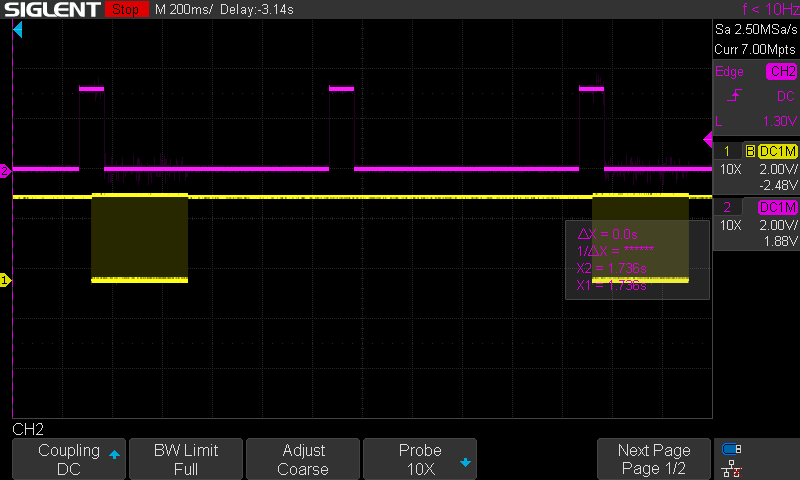 SIGLENT Stop M 200ms/ Delay:-3.14s f < 10Hz
Sa 2.50MSa/s
Curr 7.00Mpts
Edge CH2
DC
L 1.30V
1 B DC1M
10X 2.00V/
-2.48V
2 DC1M
10X 2.00V/
1.88V
2
1
ΔX = 0.0s
1/ΔX = ******
X2 = 1.736s
X1 = 1.736s
CH2
Coupling
DC
BW Limit
Full
Adjust
Coarse
Probe
10X
Next Page
Page 1/2